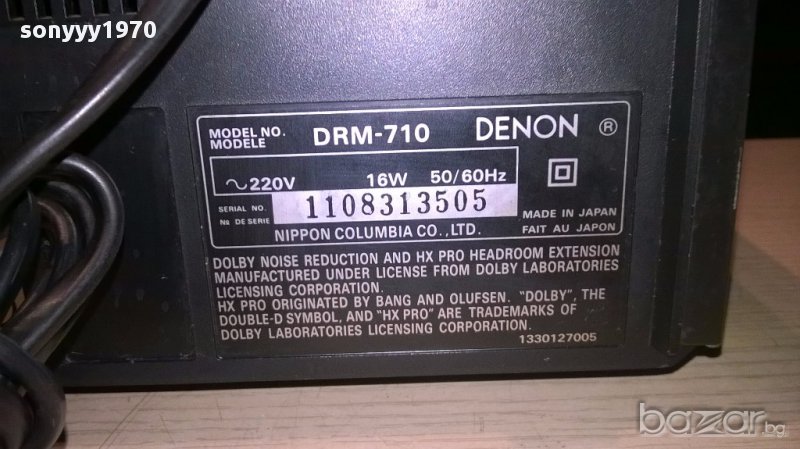 sonyyy1970
MODEL NO. DRM-710 DENON ®
MODELE
~220V 16W 50/60Hz
SERIAL NO. 1108313505
№ DE SERIE
MADE IN JAPAN
NIPPON COLUMBIA CO.,LTD. FAIT AU JAPON
DOLBY NOISE REDUCTION AND HX PRO HEADROOM EXTENSION
MANUFACTURED UNDER LICENSE FROM DOLBY LABORATORIES
LICENSING CORPORATION.
HX PRO ORIGINATED BY BANG AND OLUFSEN. "DOLBY", THE
DOUBLE-D SYMBOL, AND "HX PRO" ARE TRADEMARKS OF
DOLBY LABORATORIES LICENSING CORPORATION.
1330127005
bazar.bg